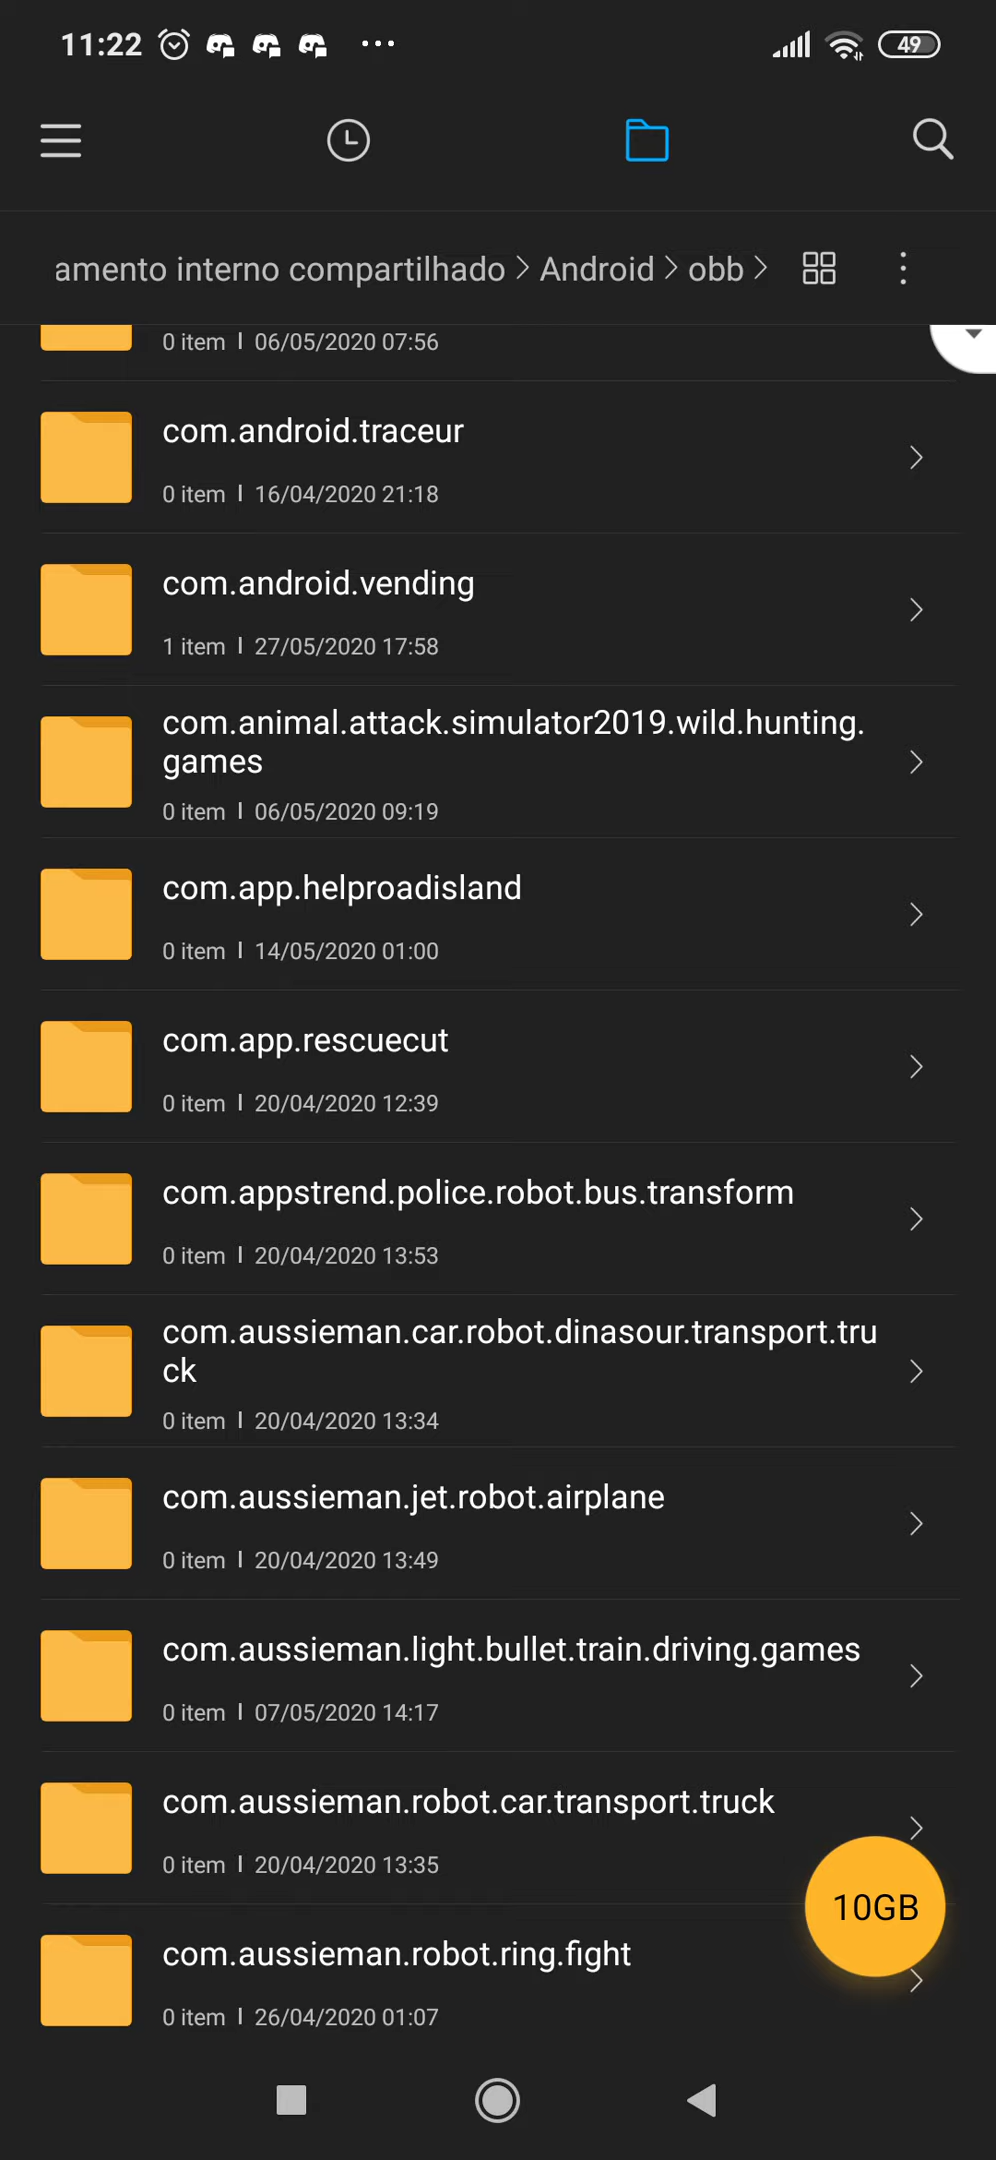 11:22 ... 49
amento interno compartilhado > Android > obb >
0 item | 06/05/2020 07:56
com.android.traceur
0 item | 16/04/2020 21:18
com.android.vending
1 item | 27/05/2020 17:58
com.animal.attack.simulator2019.wild.hunting.
games
0 item | 06/05/2020 09:19
com.app.helproadisland
0 item | 14/05/2020 01:00
com.app.rescuecut
0 item | 20/04/2020 12:39
com.appstrend.police.robot.bus.transform
0 item | 20/04/2020 13:53
com.aussieman.car.robot.dinasour.transport.tru
ck
0 item | 20/04/2020 13:34
com.aussieman.jet.robot.airplane
0 item | 20/04/2020 13:49
com.aussieman.light.bullet.train.driving.games
0 item | 07/05/2020 14:17
com.aussieman.robot.car.transport.truck
0 item | 20/04/2020 13:35
10GB
com.aussieman.robot.ring.fight
0 item | 26/04/2020 01:07